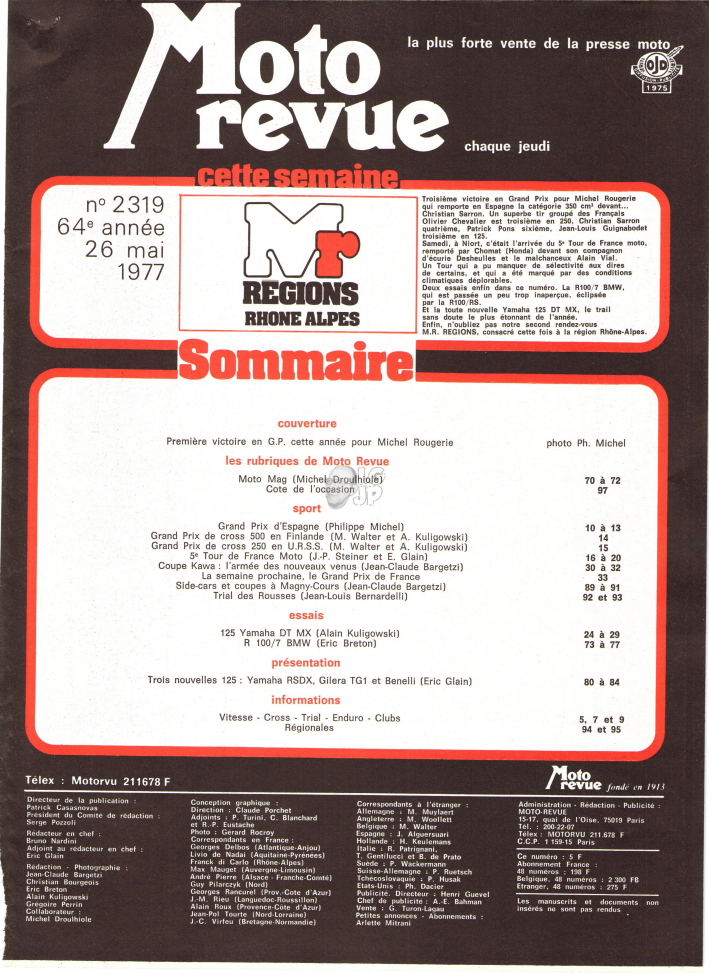 Moto
revue
la plus forte vente de la presse moto
OJD
1975
chaque jeudi
cette semaine
n° 2319
64e année
26 mai
1977
Mr
REGIONS
RHONE ALPES
Troisième victoire en Grand Prix pour Michel Rougerie
qui remporte en Espagne la catégorie 350 cm³ devant...
Christian Sarron. Un superbe tir groupé des Français
Olivier Chevalier est troisième en 250, Christian Sarron
quatrième, Patrick Pons sixième, Jean-Louis Guignabodet
troisième en 125.
Samedi, à Niort, c'était l'arrivée du 5e Tour de France moto,
remporté par Chomat (Honda) devant son compagnon
d'écurie Desheulles et le malchanceux Alain Vial.
Un Tour qui a pu manquer de sélectivité aux dires
de certains, et qui a été marqué par des conditions
climatiques déplorables.
Deux essais enfin dans ce numéro. La R100/7 BMW,
qui est passée un peu trop inaperçue, éclipsée
par la R100/RS.
Et la toute nouvelle Yamaha 125 DT MX, le trail
sans doute le plus étonnant de l'année.
Enfin, n'oubliez pas notre second rendez-vous
M.R. REGIONS, consacré cette fois à la région Rhône-Alpes.
Sommaire
couverture
Première victoire en G.P. cette année pour Michel Rougerie photo Ph. Michel
les rubriques de Moto Revue
Moto Mag (Michel Droulhiole) 70 à 72
Cote de l'occasion 97
sport
Grand Prix d'Espagne (Philippe Michel) 10 à 13
Grand Prix de cross 500 en Finlande (M. Walter et A. Kuligowski) 14
Grand Prix de cross 250 en U.R.S.S. (M. Walter et A. Kuligowski) 15
5e Tour de France Moto (J.-P. Steiner et E. Glain) 16 à 20
Coupe Kawa : l'armée des nouveaux venus (Jean-Claude Bargetzi) 30 à 32
La semaine prochaine, le Grand Prix de France 33
Side-cars et coupes à Magny-Cours (Jean-Claude Bargetzi) 89 à 91
Trial des Rousses (Jean-Louis Bernardelli) 92 et 93
essais
125 Yamaha DT MX (Alain Kuligowski) 24 à 29
R 100/7 BMW (Eric Breton) 73 à 77
présentation
Trois nouvelles 125 : Yamaha RSDX, Gilera TG1 et Benelli (Eric Glain) 80 à 84
informations
Vitesse - Cross - Trial - Enduro - Clubs 5, 7 et 9
Régionales 94 et 95
Télex : Motorvu 211678 F
Moto
revue fondé en 1913
Directeur de la publication :
Patrick Casasnovas
Président du Comite de rédaction :
Serge Pozzoli
Rédacteur en chef :
Bruno Nardini
Adjoint au rédacteur en chef :
Eric Glain
Rédaction - Photographie :
Jean-Claude Bargetzi
Christian Bourgeois
Eric Breton
Alain Kuligowski
Grégoire Perrin
Collaborateur :
Michel Droulhiole
Conception graphique :
Direction : Claude Porchet
Adjoints : P. Turini, C. Blanchard
et R.-P. Eustache
Photo : Gérard Rocroy
Correspondants en France :
Georges Delbos (Atlantique-Anjou)
Livio de Nadai (Aquitaine-Pyrénées)
Franck di Carlo (Rhône-Alpes)
Max Mauget (Auvergne-Limousin)
André Pierre (Alsace - Franche-Comté)
Guy Pilarczyk (Nord)
Georges Rancurel (Prov.-Cote d'Azur)
J.-M. Rieu (Languedoc-Roussillon)
Alain Roux (Provence-Côte d'Azur)
Jean-Pol Tourte (Nord-Lorraine)
J.-C. Virfeu (Bretagne-Normandie)
Correspondants à l'étranger :
Allemagne : M. Muylaert
Angleterre : M. Woollett
Belgique : M. Walter
Espagne : J. Alguersuari
Hollande : H. Keulemans
Italie : R. Patrignani,
T. Gentilucci et B. de Prato
Suède : P. Wackermann
Suisse-Allemagne : P. Ruetsch
Tchecoslovaquie : P. Husak
Etats-Unis : Ph. Dacier
Publicité. Directeur : Henri Guevel
Chef de publicité : A.-E. Bahman
Vente : G. Turon-Lagau
Petites annonces - Abonnements :
Arlette Mitrani
Administration - Rédaction - Publicité :
MOTO-REVUE
15-17, quai de l'Oise, 75019 Paris
Tél. : 200-22-07
Télex : MOTORVU 211.678 F
C.C.P. 1 159-15 Paris
Ce numéro : 5 F
Abonnement France :
48 numéros : 198 F
Belgique, 48 numéros : 2 300 FB
Etranger, 48 numéros : 275 F
Les manuscrits et documents non
insérés ne sont pas rendus